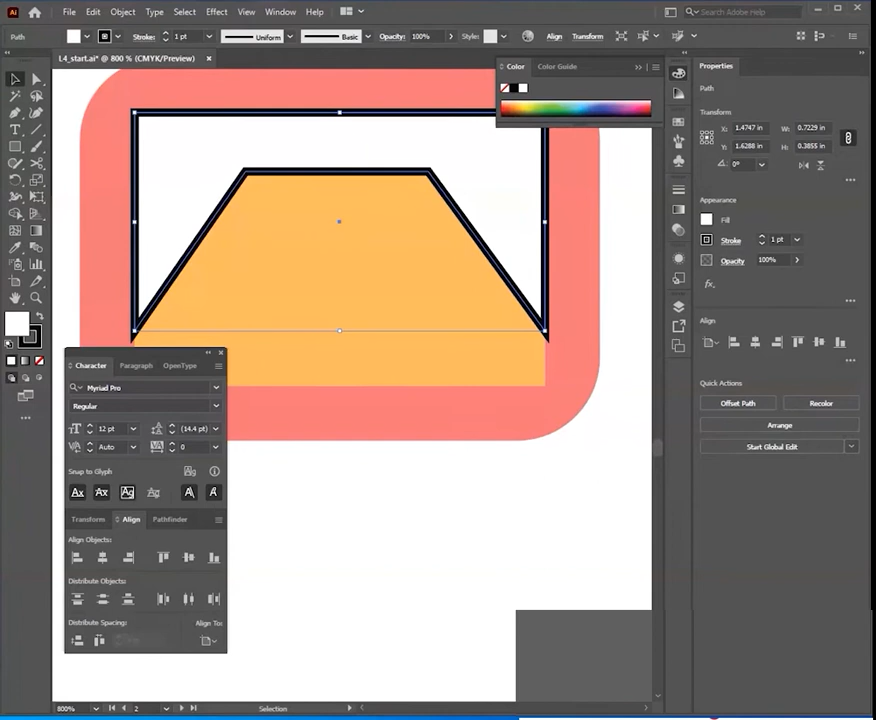 Ai File Edit Object Type Select Effect View Window Help Search Adobe Help
Path Stroke: 1 pt Uniform Basic Opacity: 100% Style: Align Transform
L4_start.ai* @ 800 % (CMYK/Preview) ×
Color Color Guide
Properties
Path
Transform
X: 1.4747 in W: 0.7229 in
Y: 1.6288 in H: 0.3855 in
0°
Appearance
Fill
Stroke 1 pt
Opacity 100%
fx.
Align
Quick Actions
Offset Path Recolor
Arrange
Start Global Edit
Character Paragraph OpenType
Myriad Pro
Regular
12 pt (14.4 pt)
Auto 0
Snap to Glyph
Transform Align Pathfinder
Align Objects:
Distribute Objects:
Distribute Spacing: Align To:
800% 2 Selection